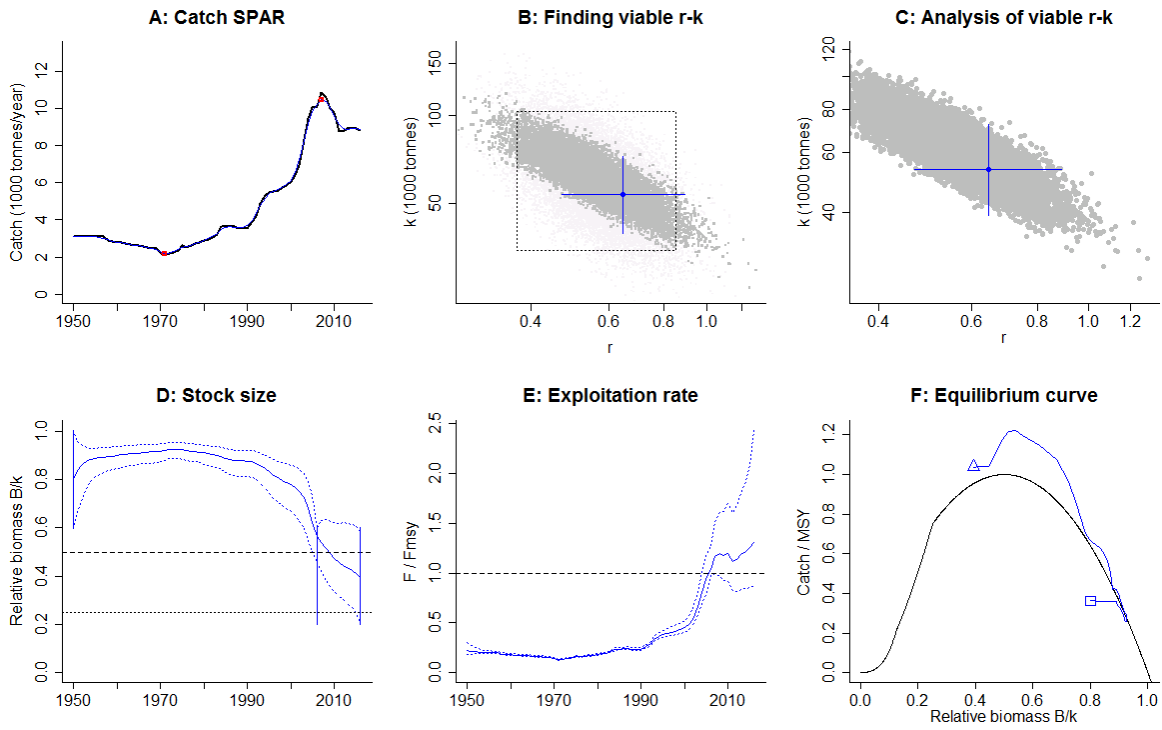 A: Catch SPAR
Catch (1000 tonnes/year)
0 2 4 6 8 10 12
1950 1970 1990 2010
B: Finding viable r-k
k (1000 tonnes)
50 100 150
0.4 0.6 0.8 1.0
r
C: Analysis of viable r-k
k (1000 tonnes)
40 60 80 120
0.4 0.6 0.8 1.0 1.2
r
D: Stock size
Relative biomass B/k
0.0 0.2 0.4 0.6 0.8 1.0
1950 1970 1990 2010
E: Exploitation rate
F / Fmsy
0.0 0.5 1.0 1.5 2.0 2.5
1950 1970 1990 2010
F: Equilibrium curve
Catch / MSY
0.0 0.2 0.4 0.6 0.8 1.0 1.2
0.0 0.2 0.4 0.6 0.8 1.0
Relative biomass B/k